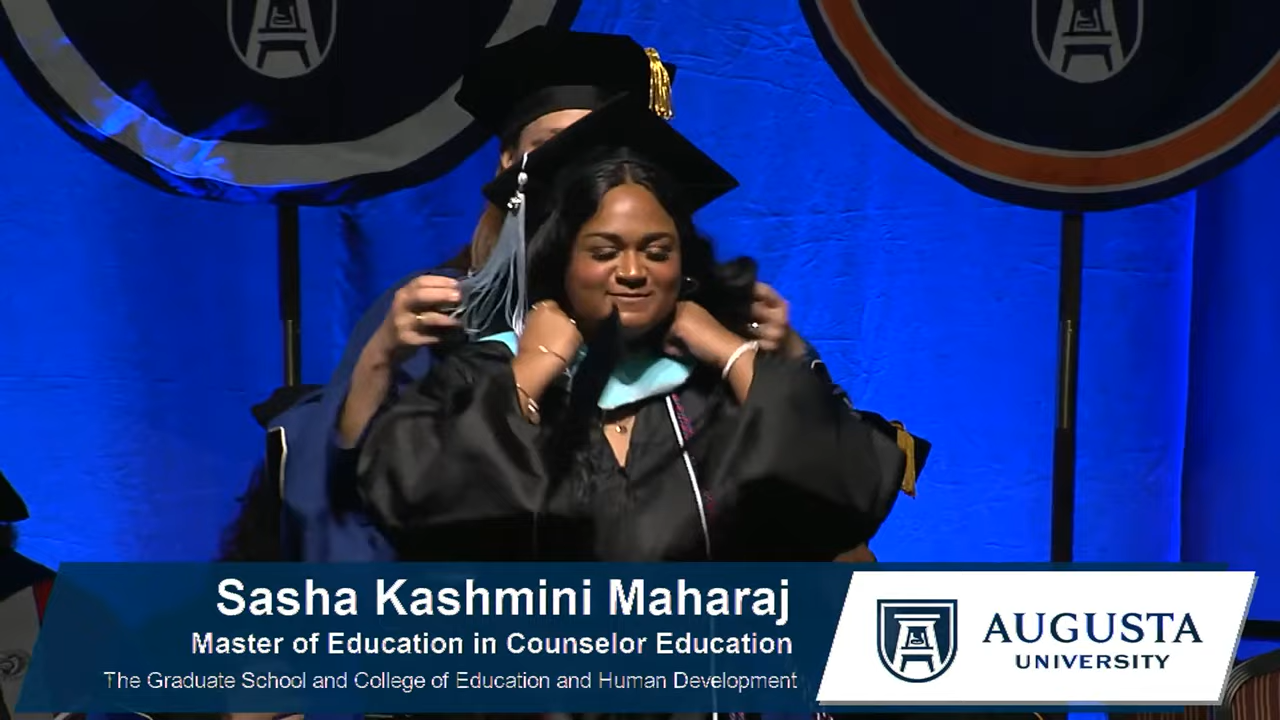 Sasha Kashmini Maharaj
Master of Education in Counselor Education
The Graduate School and College of Education and Human Development
AUGUSTA
UNIVERSITY